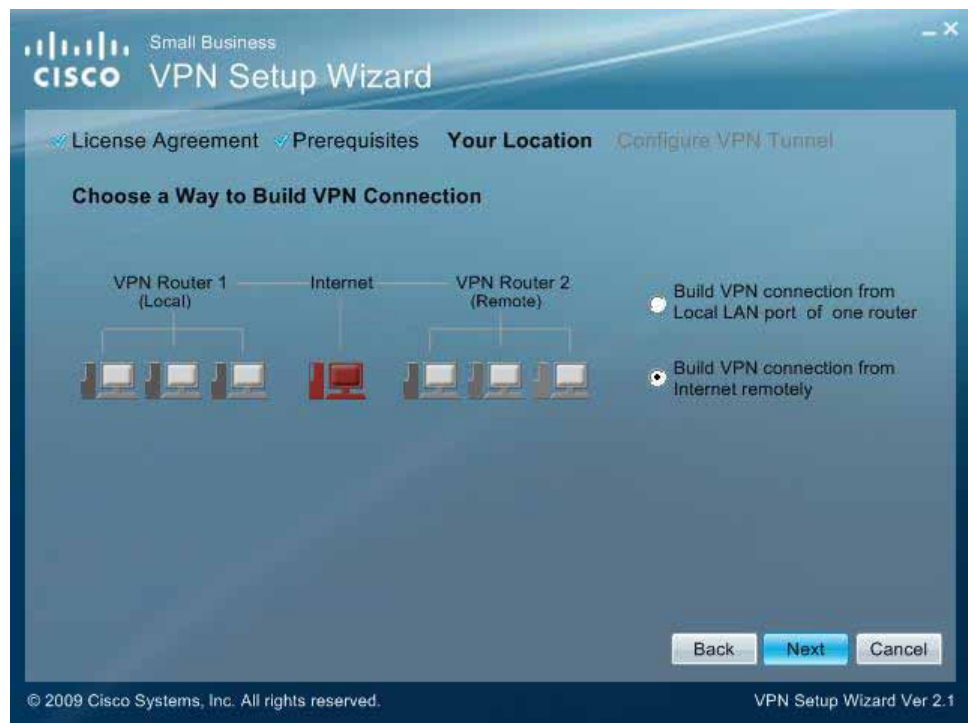 Small Business
CISCO VPN Setup Wizard
License Agreement Prerequisites Your Location Configure VPN Tunnel
Choose a Way to Build VPN Connection
VPN Router 1
(Local)
Internet
VPN Router 2
(Remote)
Build VPN connection from
Local LAN port of one router
Build VPN connection from
Internet remotely
Back Next Cancel
© 2009 Cisco Systems, Inc. All rights reserved. VPN Setup Wizard Ver 2.1